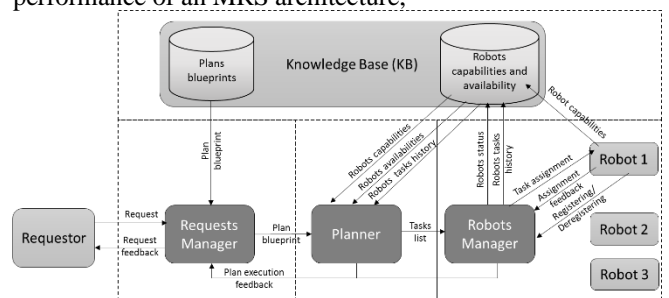 performance of an MRS architecture,
Plans
blueprints
Knowledge Base (KB)
Robots
capabilities and
availability
Plan
blueprint
Robots capabilities
Robots availabilities
Robots tasks history
Robots status
Robots tasks
history
Robot capabilities
Task assignment
Assignment
feedback
Registering/
Deregistering
Robot 1
Robot 2
Robot 3
Requestor
Request
Request
feedback
Requests
Manager
Plan
blueprint
Planner
Tasks
list
Robots
Manager
Plan execution
feedback